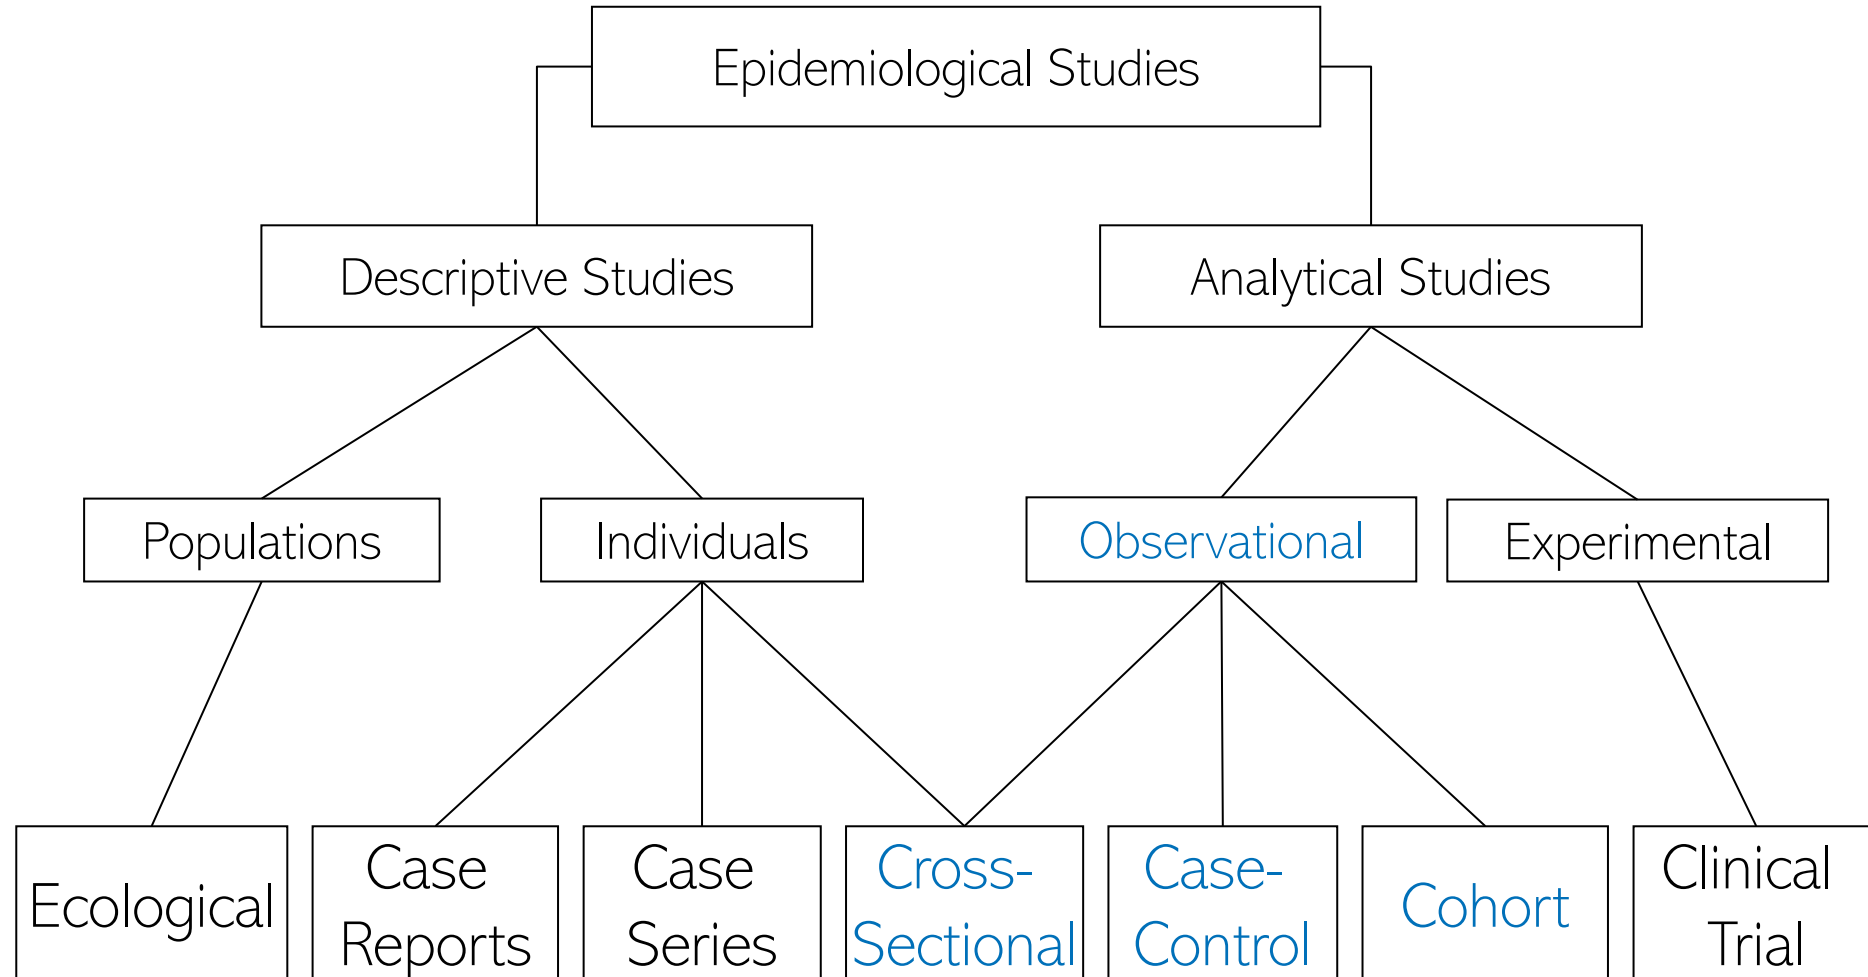 Epidemiological Studies
Descriptive Studies
Analytical Studies
Populations
Individuals
Observational
Experimental
Ecological
Case
Reports
Case
Series
Cross-
Sectional
Case-
Control
Cohort
Clinical
Trial